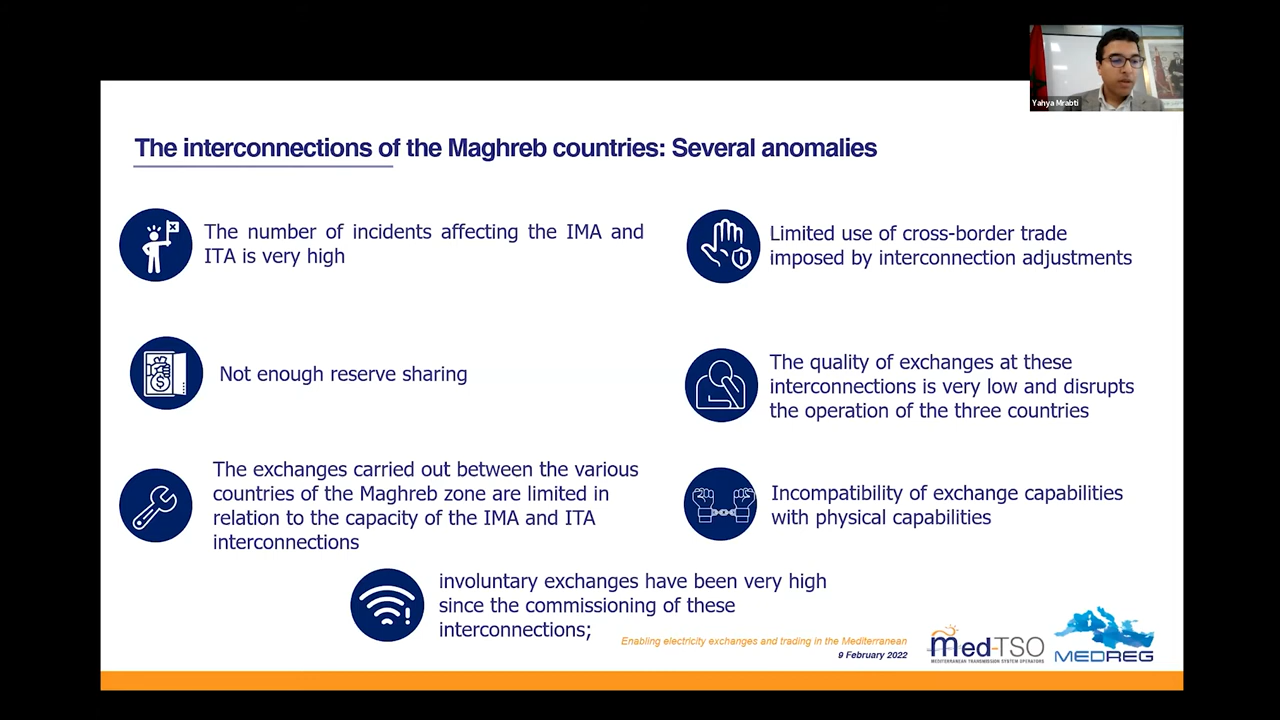 Yahya Mrabti
The interconnections of the Maghreb countries: Several anomalies
The number of incidents affecting the IMA and
ITA is very high
Limited use of cross-border trade
imposed by interconnection adjustments
Not enough reserve sharing
The quality of exchanges at these
interconnections is very low and disrupts
the operation of the three countries
The exchanges carried out between the various
countries of the Maghreb zone are limited in
relation to the capacity of the IMA and ITA
interconnections
Incompatibility of exchange capabilities
with physical capabilities
involuntary exchanges have been very high
since the commissioning of these
interconnections;
Enabling electricity exchanges and trading in the Mediterranean
9 February 2022
Med-TSO
MEDITERRANEAN TRANSMISSION SYSTEM OPERATORS
MEDREG